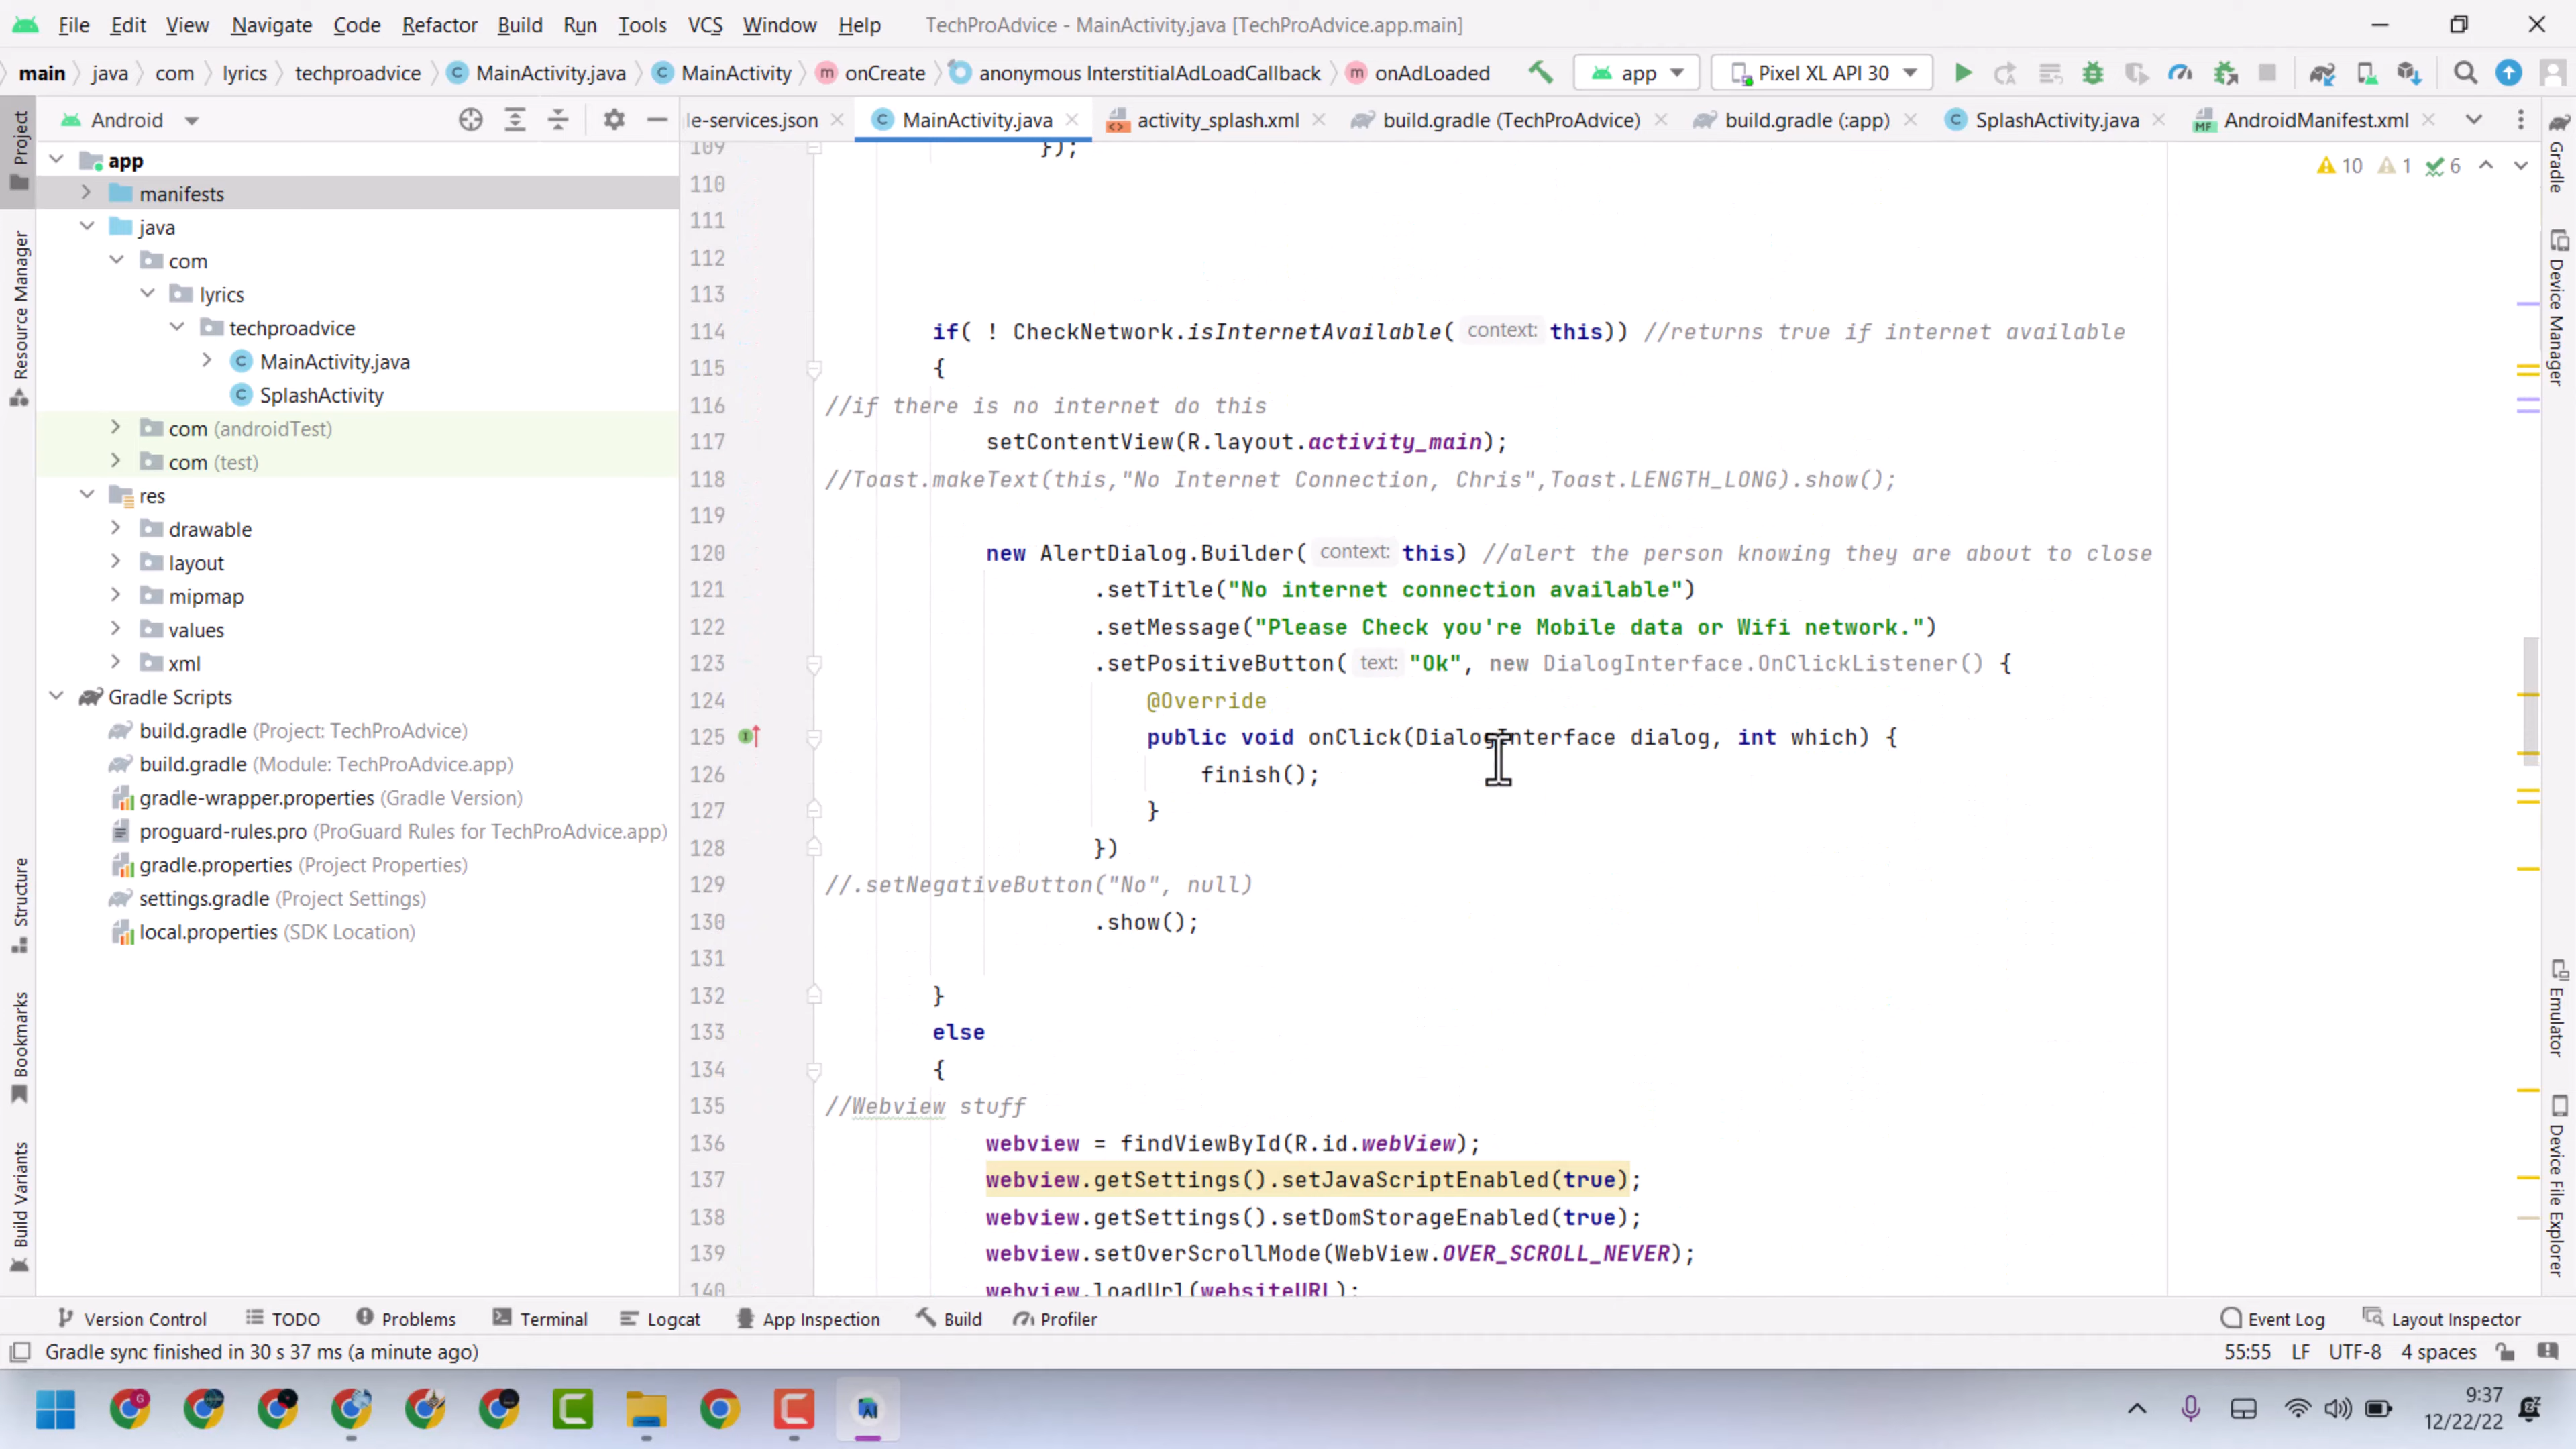 File Edit View Navigate Code Refactor Build Run Tools VCS Window Help TechProAdvice - MainActivity.java [TechProAdvice.app.main]
main java com lyrics techproadvice MainActivity.java MainActivity onCreate anonymous InterstitialAdLoadCallback onAdLoaded app Pixel XL API 30
Android
le-services.json MainActivity.java activity_splash.xml build.gradle (TechProAdvice) build.gradle (:app) SplashActivity.java AndroidManifest.xml
Project
Resource Manager
Structure
Bookmarks
Build Variants
app
manifests
java
com
lyrics
techproadvice
MainActivity.java
SplashActivity
com (androidTest)
com (test)
res
drawable
layout
mipmap
values
xml
Gradle Scripts
build.gradle (Project: TechProAdvice)
build.gradle (Module: TechProAdvice.app)
gradle-wrapper.properties (Gradle Version)
proguard-rules.pro (ProGuard Rules for TechProAdvice.app)
gradle.properties (Project Properties)
settings.gradle (Project Settings)
local.properties (SDK Location)
10 1 6
109 });
110
111
112
113
114 if( ! CheckNetwork.isInternetAvailable( context: this)) //returns true if internet available
115 {
116 //if there is no internet do this
117 setContentView(R.layout.activity_main);
118 //Toast.makeText(this,"No Internet Connection, Chris",Toast.LENGTH_LONG).show();
119
120 new AlertDialog.Builder( context: this) //alert the person knowing they are about to close
121 .setTitle("No internet connection available")
122 .setMessage("Please Check you're Mobile data or Wifi network.")
123 .setPositiveButton( text: "Ok", new DialogInterface.OnClickListener() {
124 @Override
125 public void onClick(DialogInterface dialog, int which) {
126 finish();
127 }
128 })
129 //.setNegativeButton("No", null)
130 .show();
131
132 }
133 else
134 {
135 //Webview stuff
136 webview = findViewById(R.id.webView);
137 webview.getSettings().setJavaScriptEnabled(true);
138 webview.getSettings().setDomStorageEnabled(true);
139 webview.setOverScrollMode(WebView.OVER_SCROLL_NEVER);
140 webview.loadUrl(websiteURL);
Gradle
Device Manager
Emulator
Device File Explorer
Version Control TODO Problems Terminal Logcat App Inspection Build Profiler Event Log Layout Inspector
Gradle sync finished in 30 s 37 ms (a minute ago) 55:55 LF UTF-8 4 spaces
9:37
12/22/22